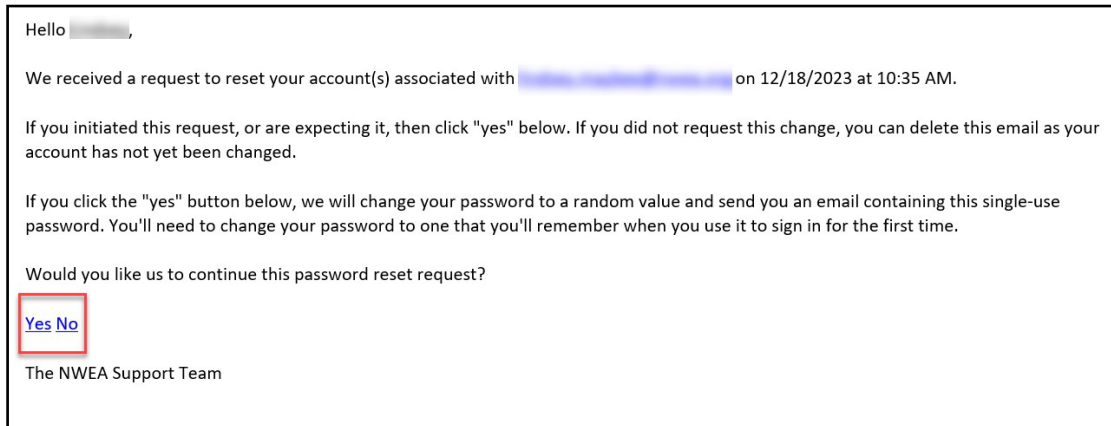 Hello ,
We received a request to reset your account(s) associated with on 12/18/2023 at 10:35 AM.
If you initiated this request, or are expecting it, then click "yes" below. If you did not request this change, you can delete this email as your
account has not yet been changed.
If you click the "yes" button below, we will change your password to a random value and send you an email containing this single-use
password. You'll need to change your password to one that you'll remember when you use it to sign in for the first time.
Would you like us to continue this password reset request?
Yes No
The NWEA Support Team